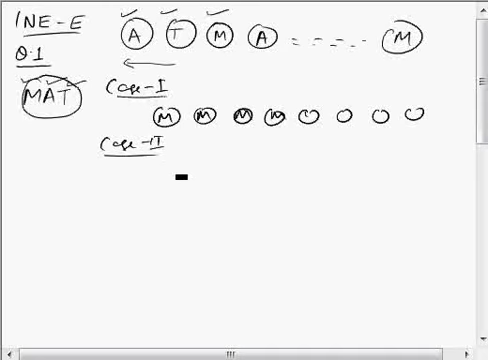 INE-E
A T M A - - - - - M
Q.1
MAT
Case-I
M M M M
Case-II